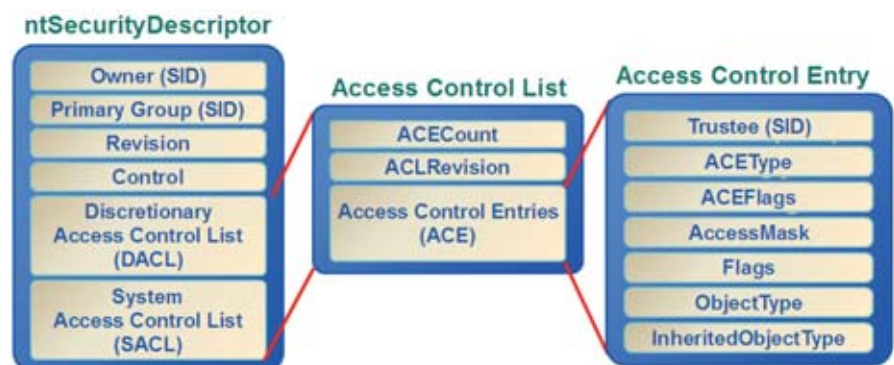 ntSecurityDescriptor
Owner (SID)
Primary Group (SID)
Revision
Control
Discretionary
Access Control List
(DACL)
System
Access Control List
(SACL)
Access Control List
ACECount
ACLRevision
Access Control Entries
(ACE)
Access Control Entry
Trustee (SID)
ACEType
ACEFlags
AccessMask
Flags
ObjectType
InheritedObjectType